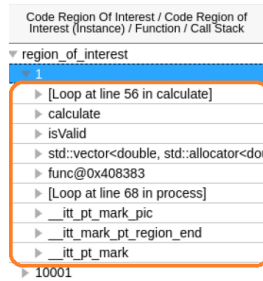 Code Region Of Interest / Code Region of
Interest (Instance) / Function / Call Stack
region_of_interest
1
[Loop at line 56 in calculate]
calculate
isValid
std::vector<double, std::allocator<dou
func@0x408383
[Loop at line 68 in process]
__itt_pt_mark_pic
__itt_mark_pt_region_end
__itt_pt_mark
10001